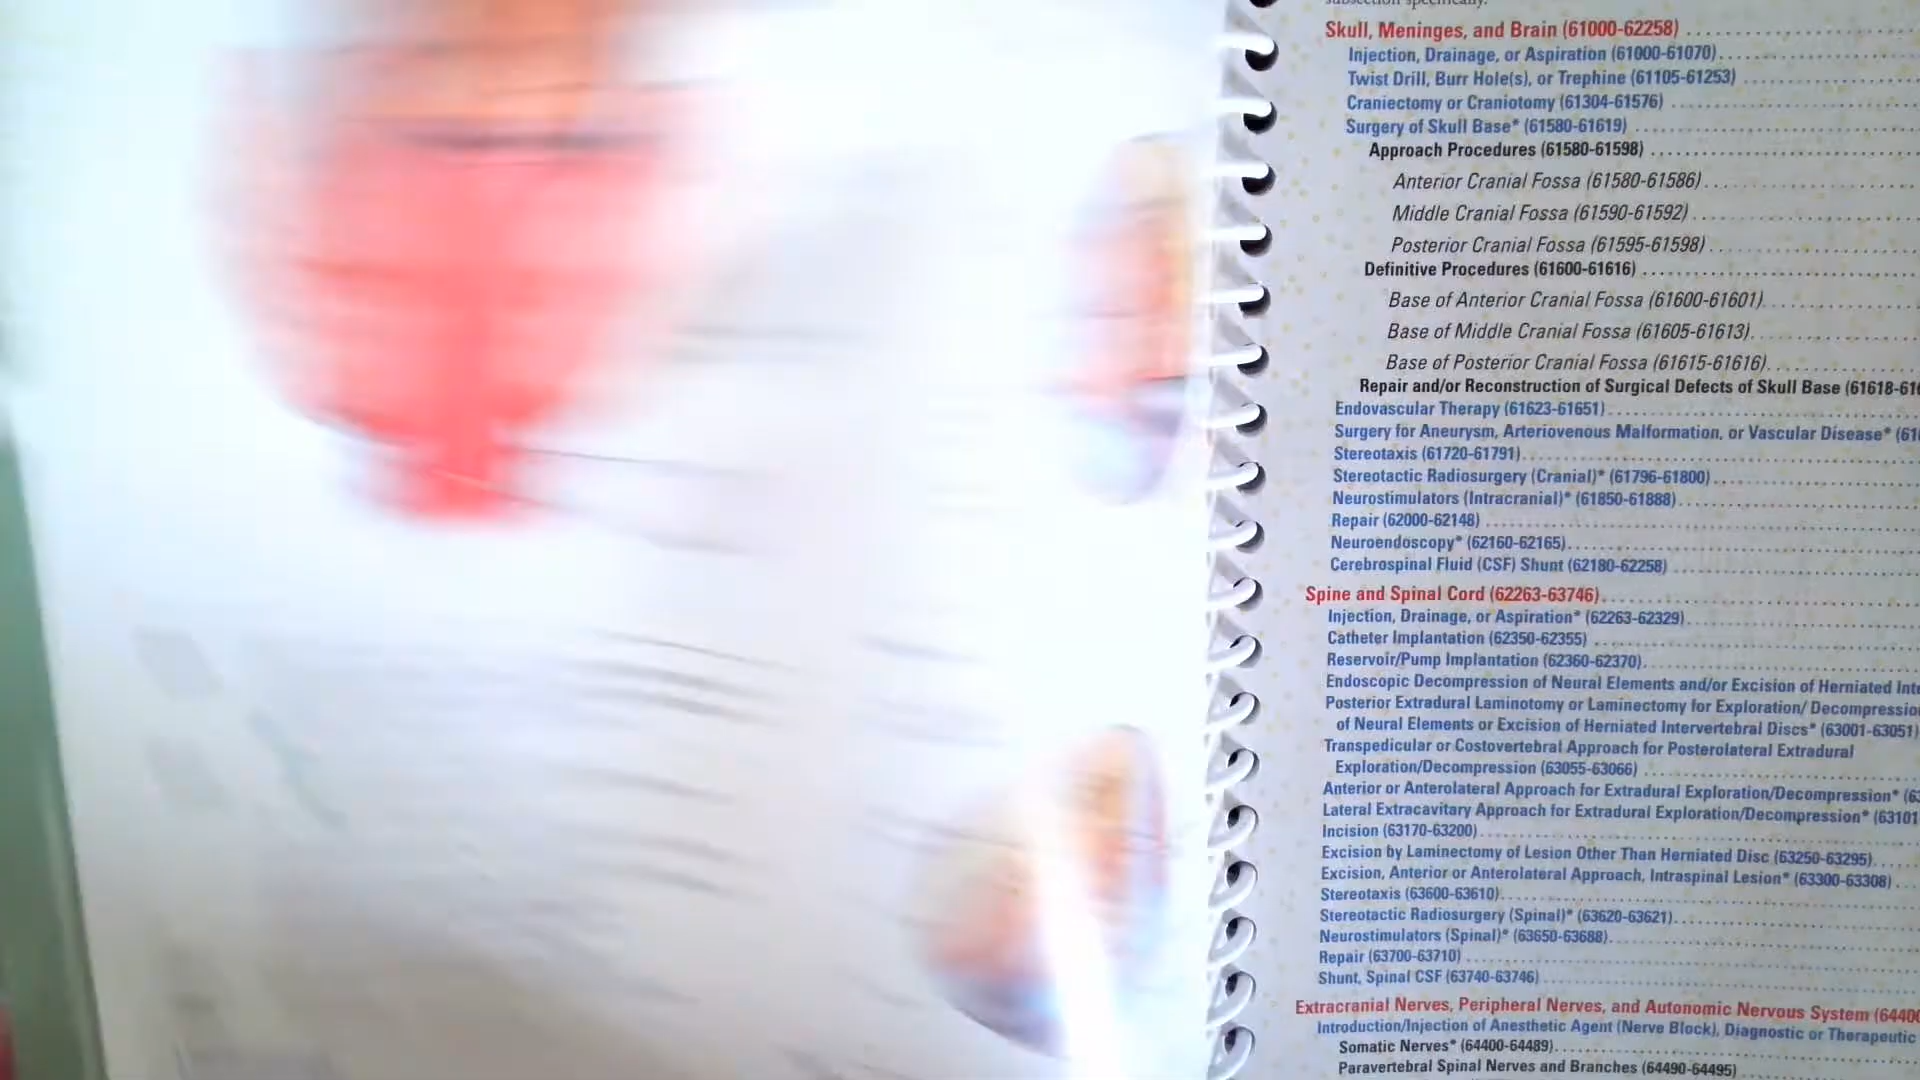 subsection specifically.
Skull, Meninges, and Brain (61000-62258)
Injection, Drainage, or Aspiration (61000-61070)
Twist Drill, Burr Hole(s), or Trephine (61105-61253)
Craniectomy or Craniotomy (61304-61576)
Surgery of Skull Base* (61580-61619)
Approach Procedures (61580-61598)
Anterior Cranial Fossa (61580-61586)
Middle Cranial Fossa (61590-61592)
Posterior Cranial Fossa (61595-61598)
Definitive Procedures (61600-61616)
Base of Anterior Cranial Fossa (61600-61601)
Base of Middle Cranial Fossa (61605-61613)
Base of Posterior Cranial Fossa (61615-61616)
Repair and/or Reconstruction of Surgical Defects of Skull Base (61618-61
Endovascular Therapy (61623-61651)
Surgery for Aneurysm, Arteriovenous Malformation, or Vascular Disease* (61
Stereotaxis (61720-61791)
Stereotactic Radiosurgery (Cranial)* (61796-61800)
Neurostimulators (Intracranial)* (61850-61888)
Repair (62000-62148)
Neuroendoscopy* (62160-62165)
Cerebrospinal Fluid (CSF) Shunt (62180-62258)
Spine and Spinal Cord (62263-63746)
Injection, Drainage, or Aspiration* (62263-62329)
Catheter Implantation (62350-62355)
Reservoir/Pump Implantation (62360-62370)
Endoscopic Decompression of Neural Elements and/or Excision of Herniated Inte
Posterior Extradural Laminotomy or Laminectomy for Exploration/ Decompressio
of Neural Elements or Excision of Herniated Intervertebral Discs* (63001-63051)
Transpedicular or Costovertebral Approach for Posterolateral Extradural
Exploration/Decompression (63055-63066)
Anterior or Anterolateral Approach for Extradural Exploration/Decompression* (63
Lateral Extracavitary Approach for Extradural Exploration/Decompression* (63101
Incision (63170-63200)
Excision by Laminectomy of Lesion Other Than Herniated Disc (63250-63295)
Excision, Anterior or Anterolateral Approach, Intraspinal Lesion* (63300-63308)
Stereotaxis (63600-63610)
Stereotactic Radiosurgery (Spinal)* (63620-63621)
Neurostimulators (Spinal)* (63650-63688)
Repair (63700-63710)
Shunt, Spinal CSF (63740-63746)
Extracranial Nerves, Peripheral Nerves, and Autonomic Nervous System (6440
Introduction/Injection of Anesthetic Agent (Nerve Block), Diagnostic or Therapeutic
Somatic Nerves* (64400-64489)
Paravertebral Spinal Nerves and Branches (64490-64495)